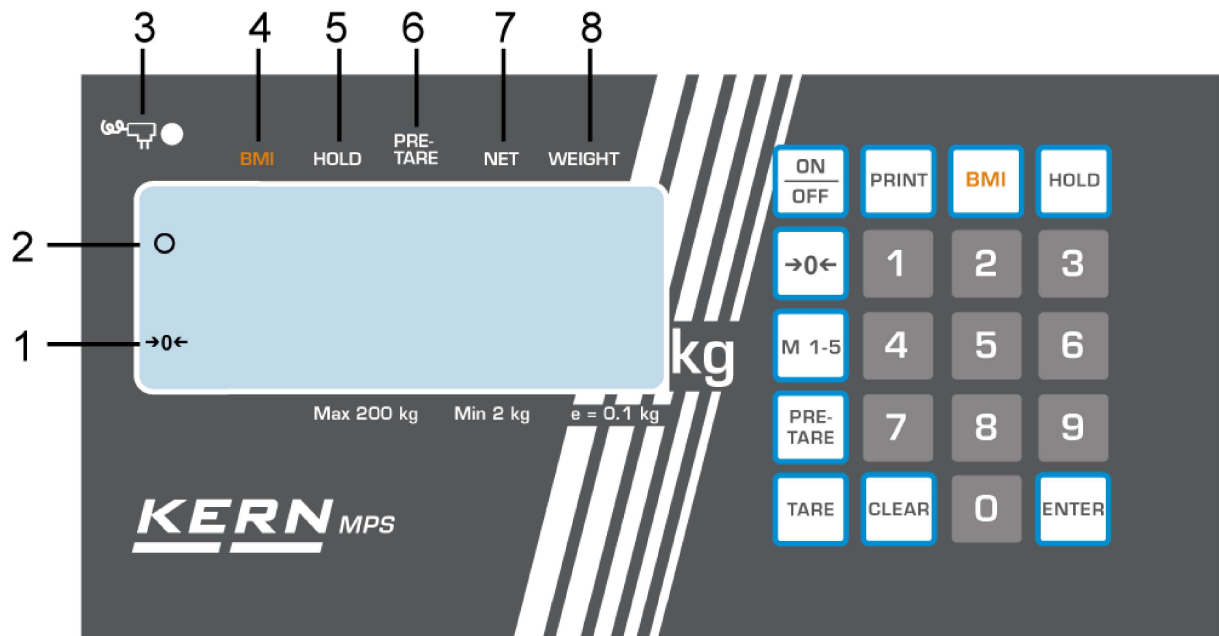 3 4 5 6 7 8
BMI HOLD PRE-TARE NET WEIGHT
2
1 →0←
kg
Max 200 kg Min 2 kg e = 0.1 kg
KERN MPS
ON OFF PRINT BMI HOLD
→0← 1 2 3
M 1-5 4 5 6
PRE-TARE 7 8 9
TARE CLEAR 0 ENTER